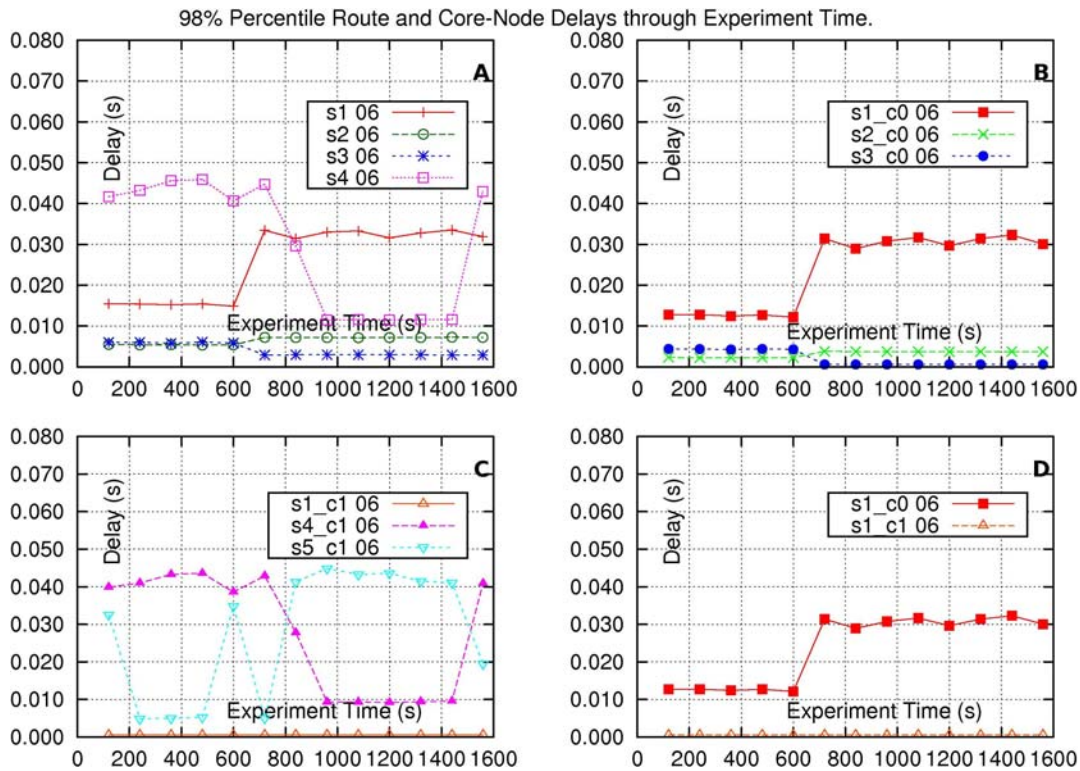 98% Percentile Route and Core-Node Delays through Experiment Time.
A
Delay (s)
0.080
0.070
0.060
0.050
0.040
0.030
0.020
0.010
0.000
s1 06
s2 06
s3 06
s4 06
Experiment Time (s)
0 200 400 600 800 1000 1200 1400 1600
B
Delay (s)
0.080
0.070
0.060
0.050
0.040
0.030
0.020
0.010
0.000
s1_c0 06
s2_c0 06
s3_c0 06
Experiment Time (s)
0 200 400 600 800 1000 1200 1400 1600
C
Delay (s)
0.080
0.070
0.060
0.050
0.040
0.030
0.020
0.010
0.000
s1_c1 06
s4_c1 06
s5_c1 06
Experiment Time (s)
0 200 400 600 800 1000 1200 1400 1600
D
Delay (s)
0.080
0.070
0.060
0.050
0.040
0.030
0.020
0.010
0.000
s1_c0 06
s1_c1 06
Experiment Time (s)
0 200 400 600 800 1000 1200 1400 1600